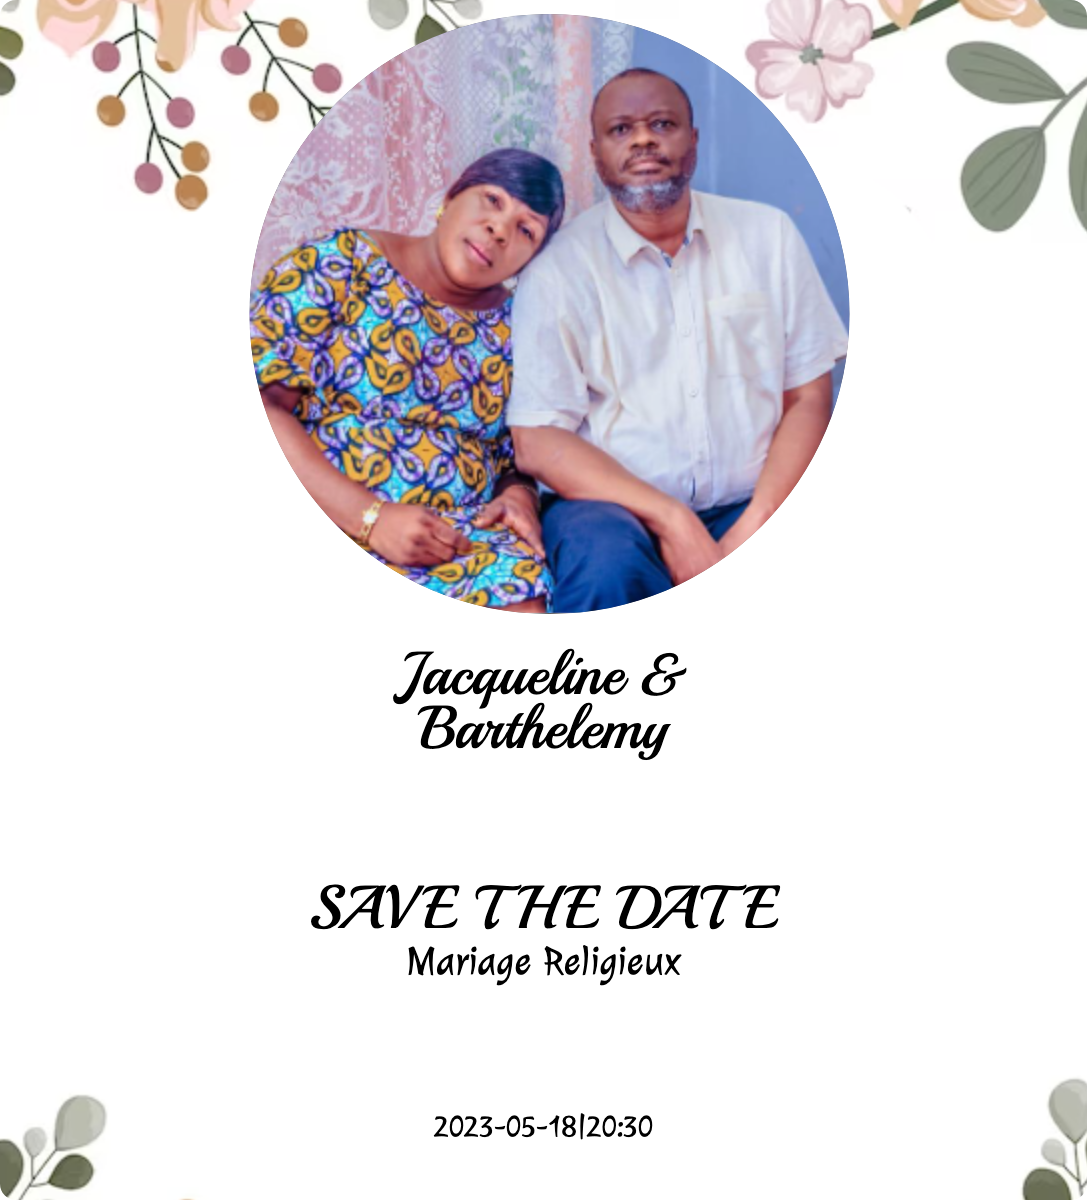 Jacqueline &
Barthelemy
SAVE THE DATE
Mariage Religieux
2023-05-18|20:30